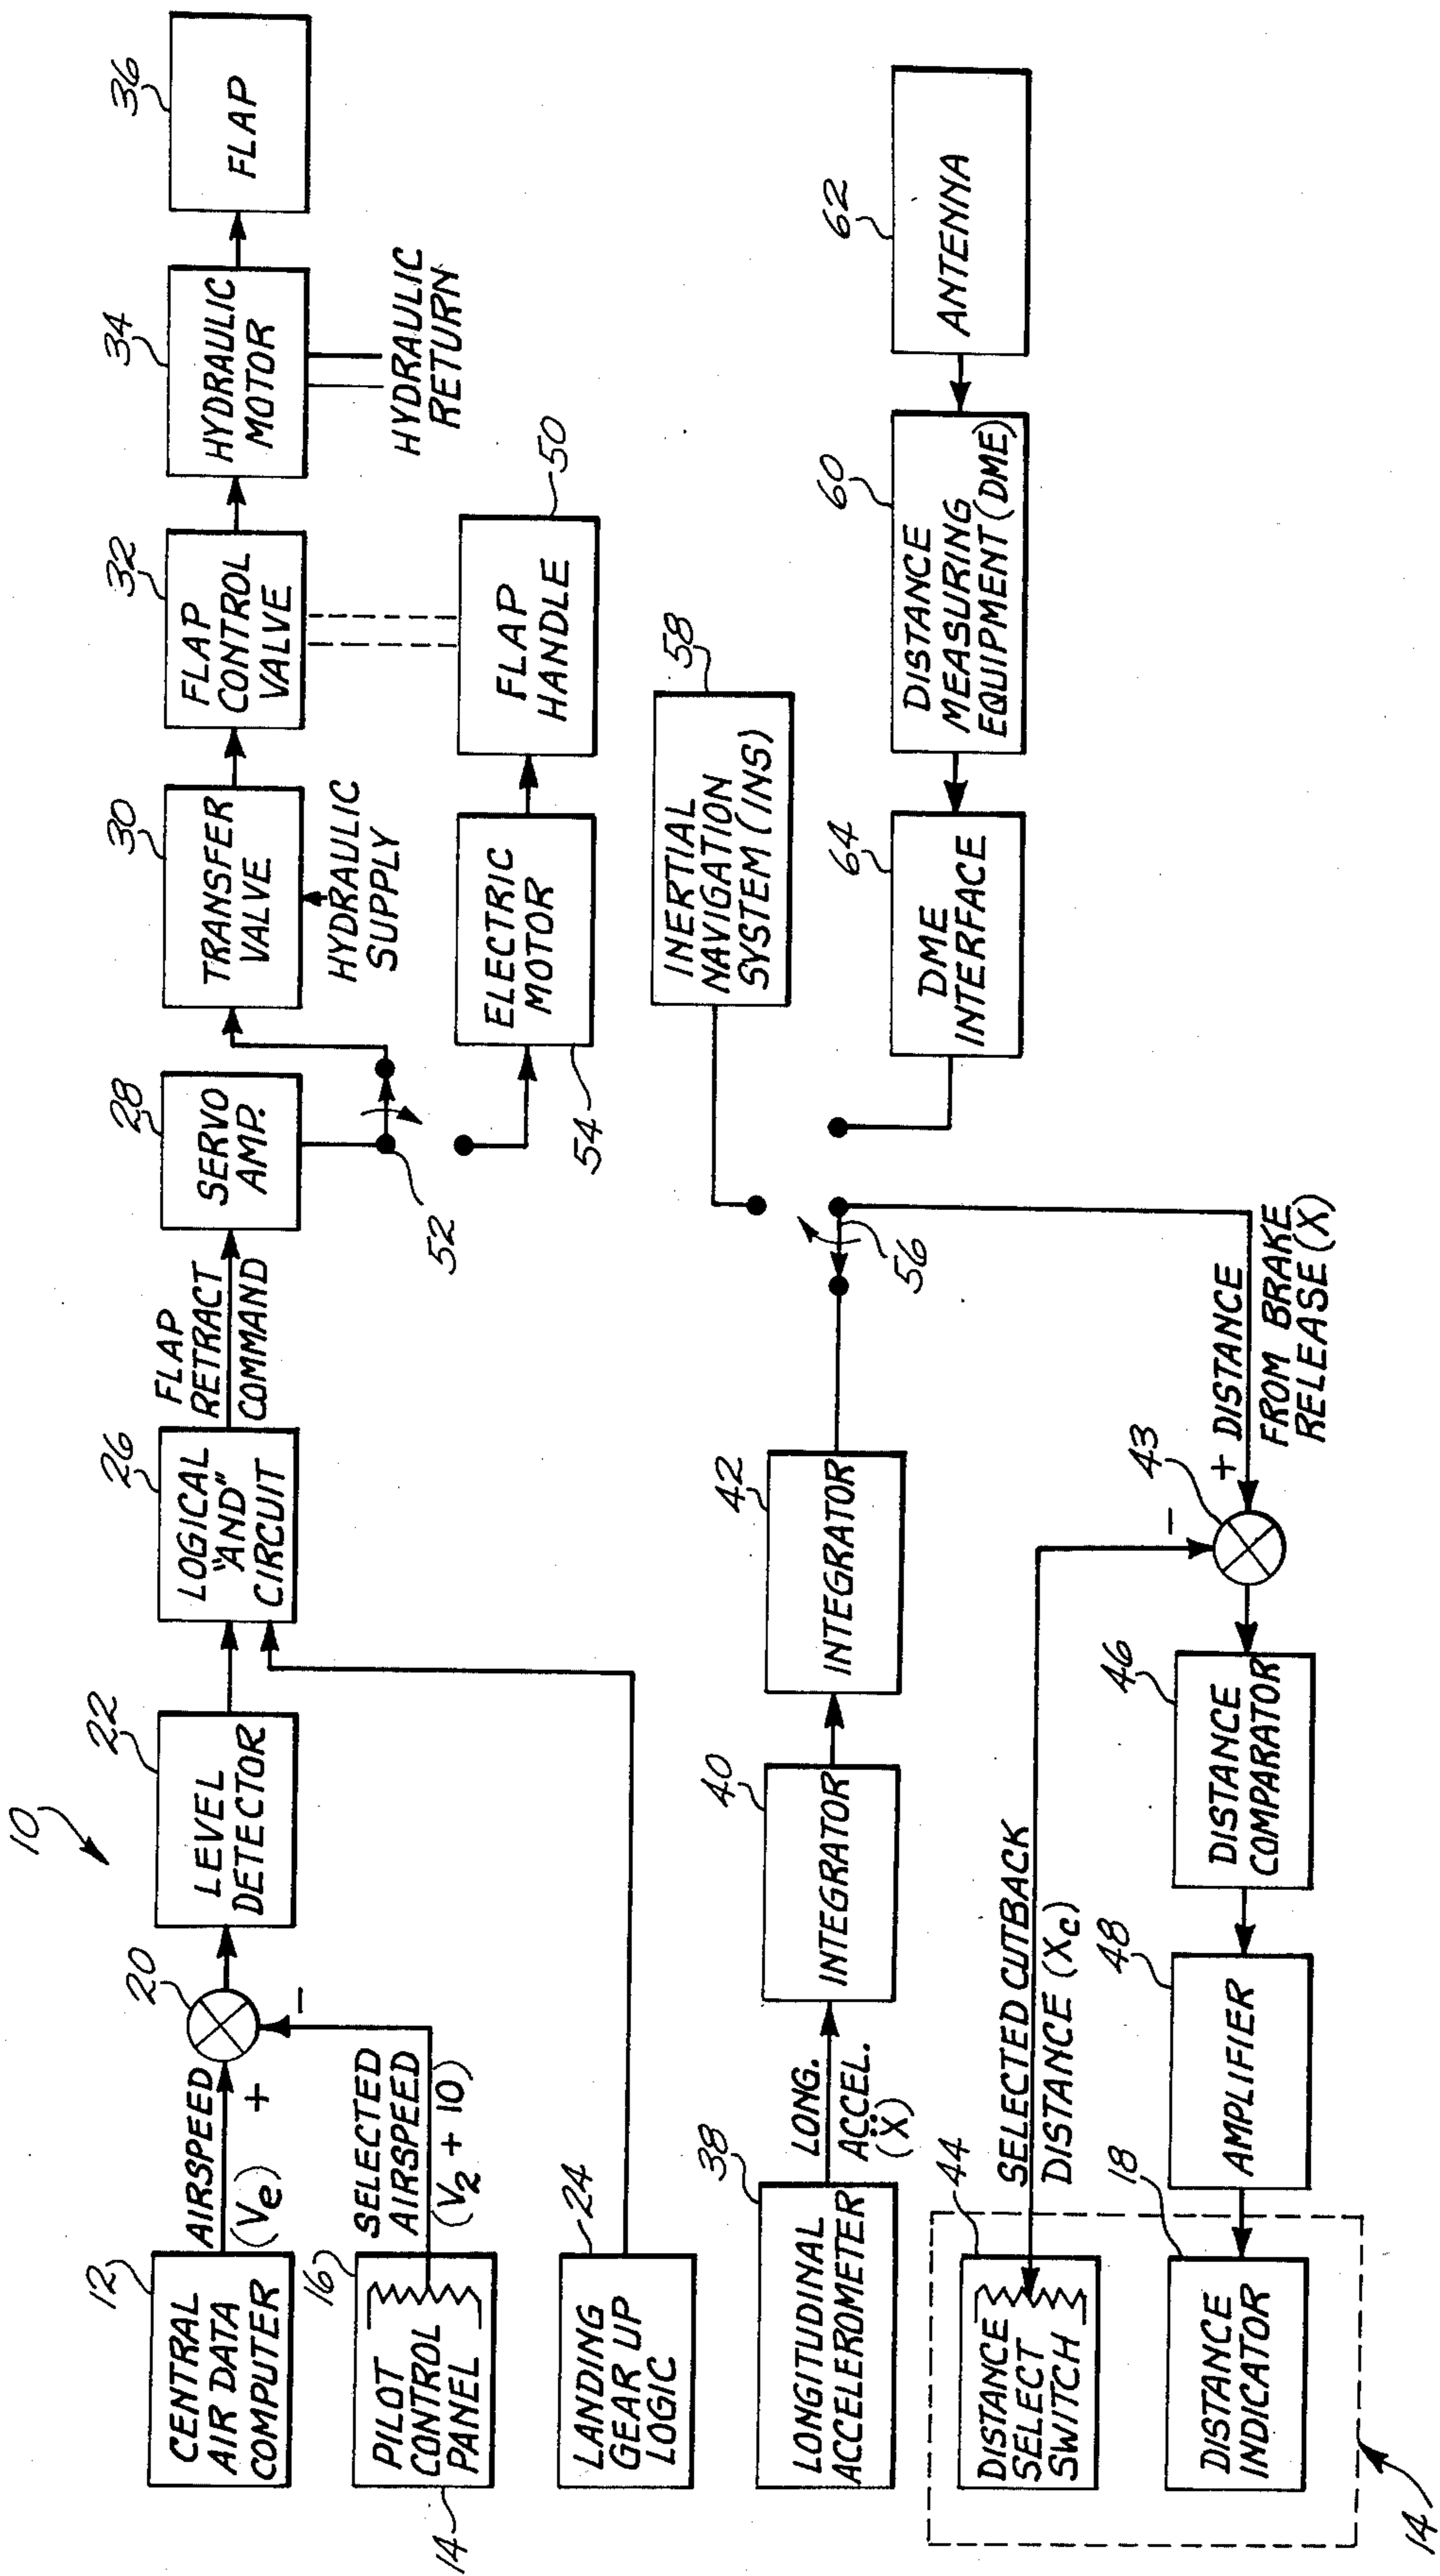 10
12
CENTRAL
AIR DATA
COMPUTER
AIRSPEED
(Ve)
+
20
−
22
LEVEL
DETECTOR
26
LOGICAL
"AND"
CIRCUIT
FLAP
RETRACT
COMMAND
28
SERVO
AMP.
30
TRANSFER
VALVE
HYDRAULIC
SUPPLY
32
FLAP
CONTROL
VALVE
34
HYDRAULIC
MOTOR
HYDRAULIC
RETURN
36
FLAP
16
PILOT
CONTROL
PANEL
14
SELECTED
AIRSPEED
(V2 + 10)
52
ELECTRIC
MOTOR
54
FLAP
HANDLE
50
24
LANDING
GEAR UP
LOGIC
58
INERTIAL
NAVIGATION
SYSTEM (INS)
38
LONGITUDINAL
ACCELEROMETER
LONG.
ACCEL.
(Ẍ)
40
INTEGRATOR
42
INTEGRATOR
56
64
DME
INTERFACE
60
DISTANCE
MEASURING
EQUIPMENT (DME)
62
ANTENNA
44
DISTANCE
SELECT
SWITCH
SELECTED CUTBACK
DISTANCE (Xc)
−
43
+ DISTANCE
FROM BRAKE
RELEASE (X)
18
DISTANCE
INDICATOR
48
AMPLIFIER
46
DISTANCE
COMPARATOR
14